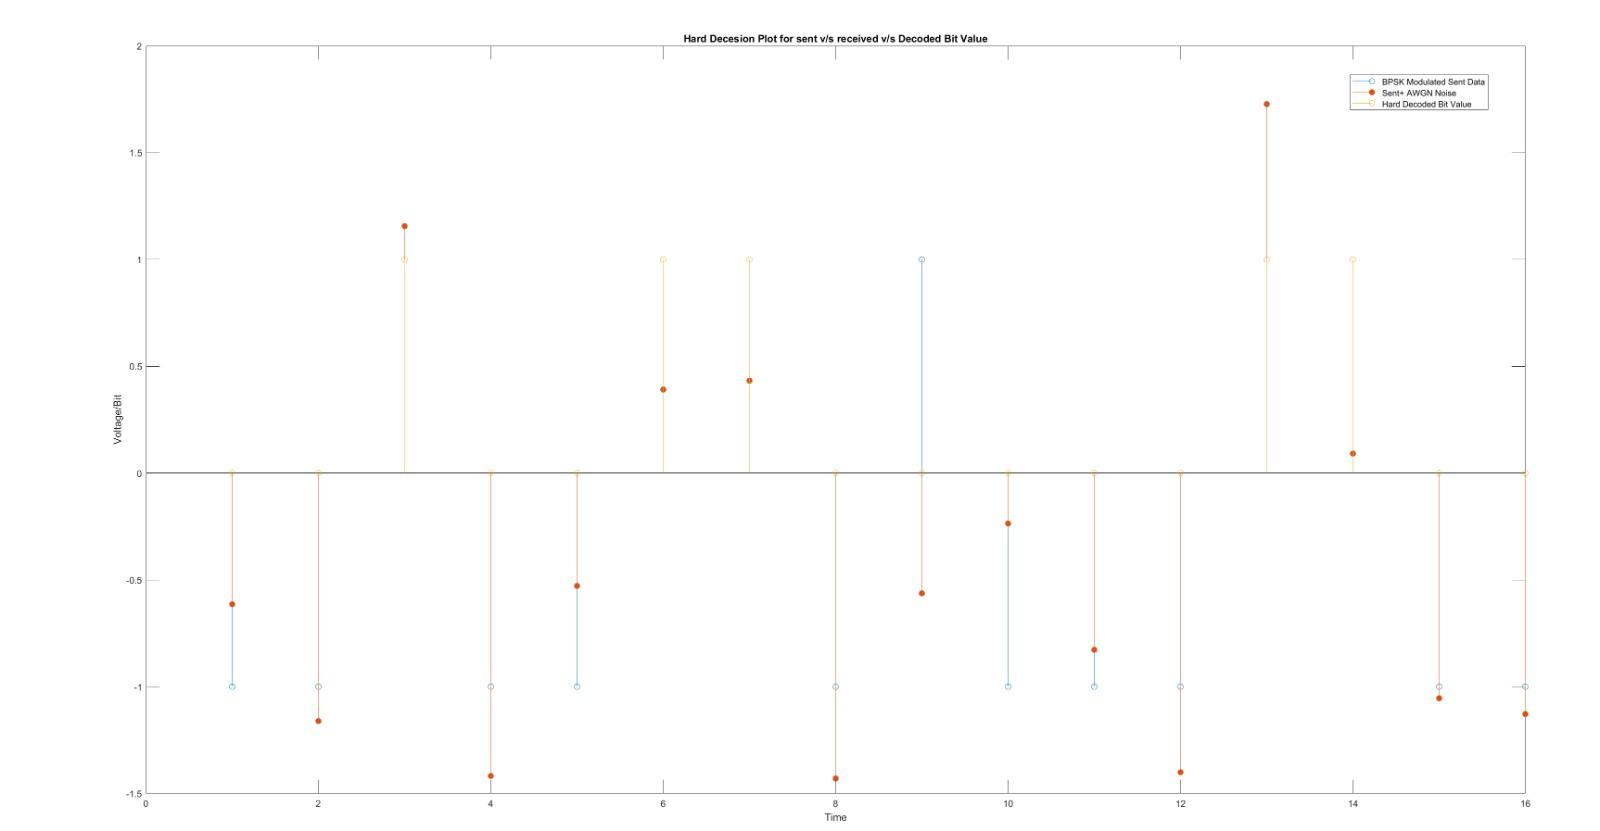 Hard Decesion Plot for sent v/s received v/s Decoded Bit Value
2
BPSK Modulated Sent Data
Sent+ AWGN Noise
Hard Decoded Bit Value
1.5
1
0.5
Voltage/Bit
0
-0.5
-1
-1.5
0 2 4 6 8 10 12 14 16
Time